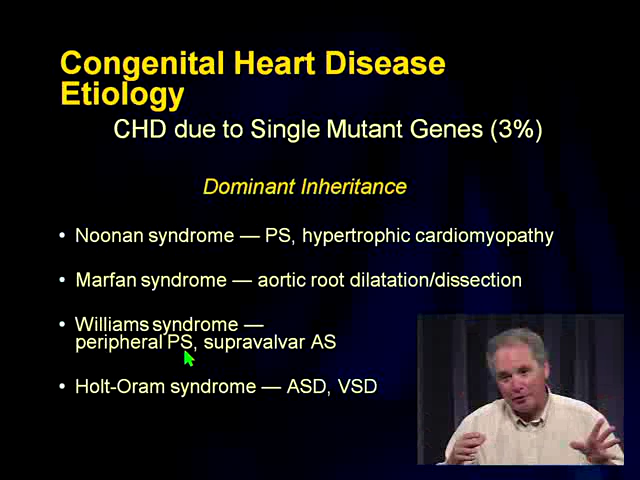 Congenital Heart Disease
Etiology
CHD due to Single Mutant Genes (3%)
Dominant Inheritance
• Noonan syndrome — PS, hypertrophic cardiomyopathy
• Marfan syndrome — aortic root dilatation/dissection
• Williams syndrome —
peripheral PS, supravalvar AS
• Holt-Oram syndrome — ASD, VSD